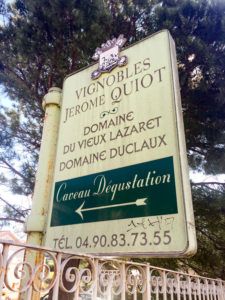 VIGNOBLES
JEROME QUIOT
DOMAINE
DU VIEUX LAZARET
DOMAINE DUCLAUX
Caveau Dégustation
TÉL. 04.90.83.73.55